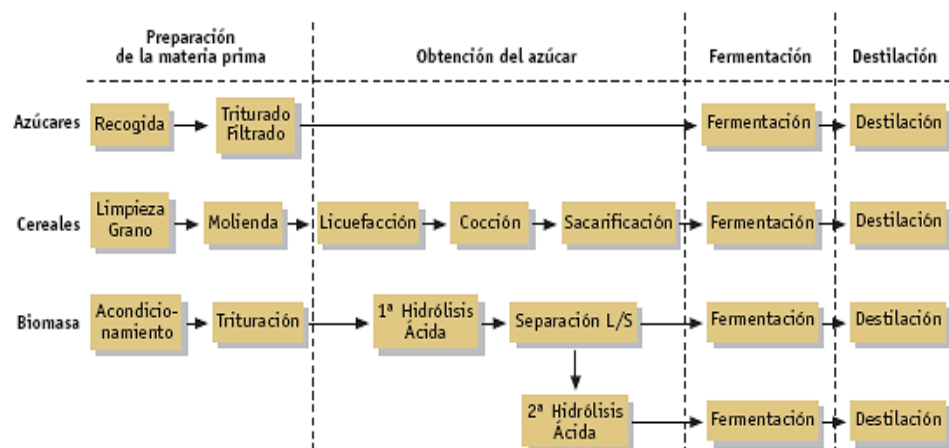 Preparación
de la materia prima
Obtención del azúcar
Fermentación
Destilación
Azúcares
Recogida
Triturado
Filtrado
Fermentación
Destilación
Cereales
Limpieza
Grano
Molienda
Licuefacción
Cocción
Sacarificación
Fermentación
Destilación
Biomasa
Acondicio-
namiento
Trituración
1ª Hidrólisis
Ácida
Separación L/S
Fermentación
Destilación
2ª Hidrólisis
Ácida
Fermentación
Destilación